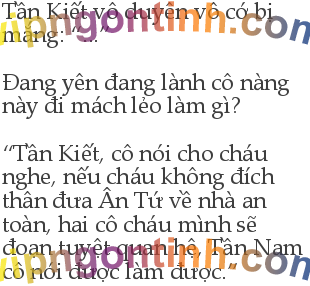 Tần Kiết vô duyên vô cớ bị
mắng: “...”
Đang yên đang lành cô nàng
này đi mách lẻo làm gì?
“Tần Kiết, cô nói cho cháu
nghe, nếu cháu không đích
thân đưa Ân Tứ về nhà an
toàn, hai cô cháu mình sẽ
đoạn tuyệt quan hệ. Tần Nam
cô nói được làm được.”
vipngontinh.com
vipngontinh.com